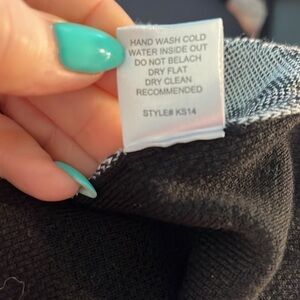 HAND WASH COLD
WATER INSIDE OUT
DO NOT BELACH
DRY FLAT
DRY CLEAN
RECOMMENDED
STYLE# KS14